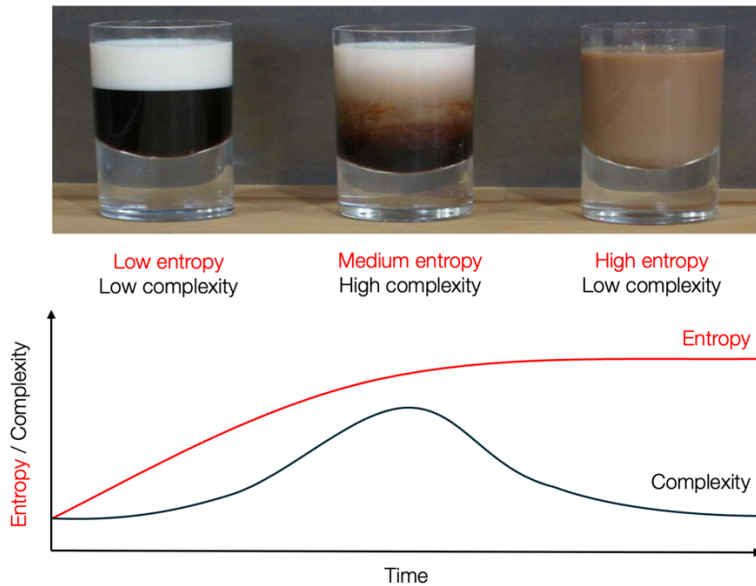 Low entropy
Low complexity
Medium entropy
High complexity
High entropy
Low complexity
Entropy
Entropy / Complexity
Complexity
Time